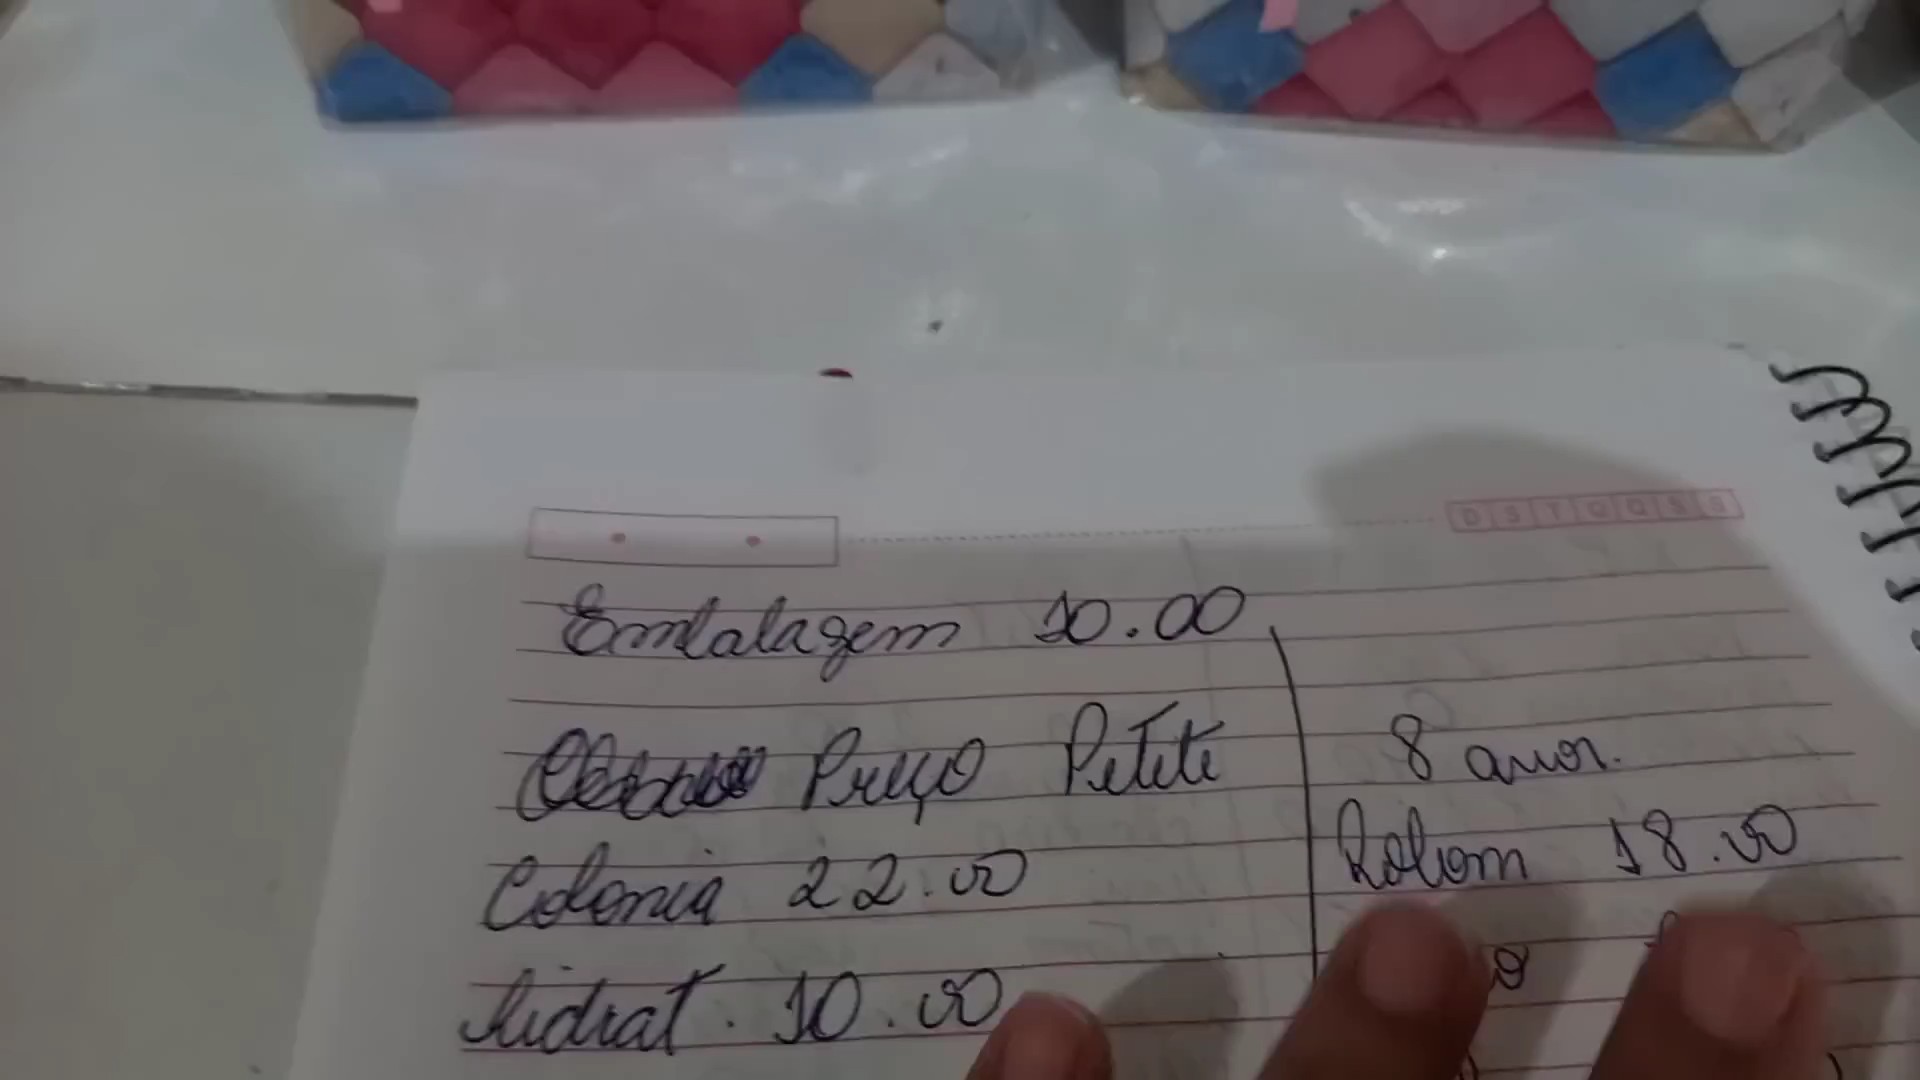 D S T Q Q S S
Embalagem 10.00
Preço Petite
Colonia 22.00
hidrat. 10.00
8 anos.
Rolom 18.00